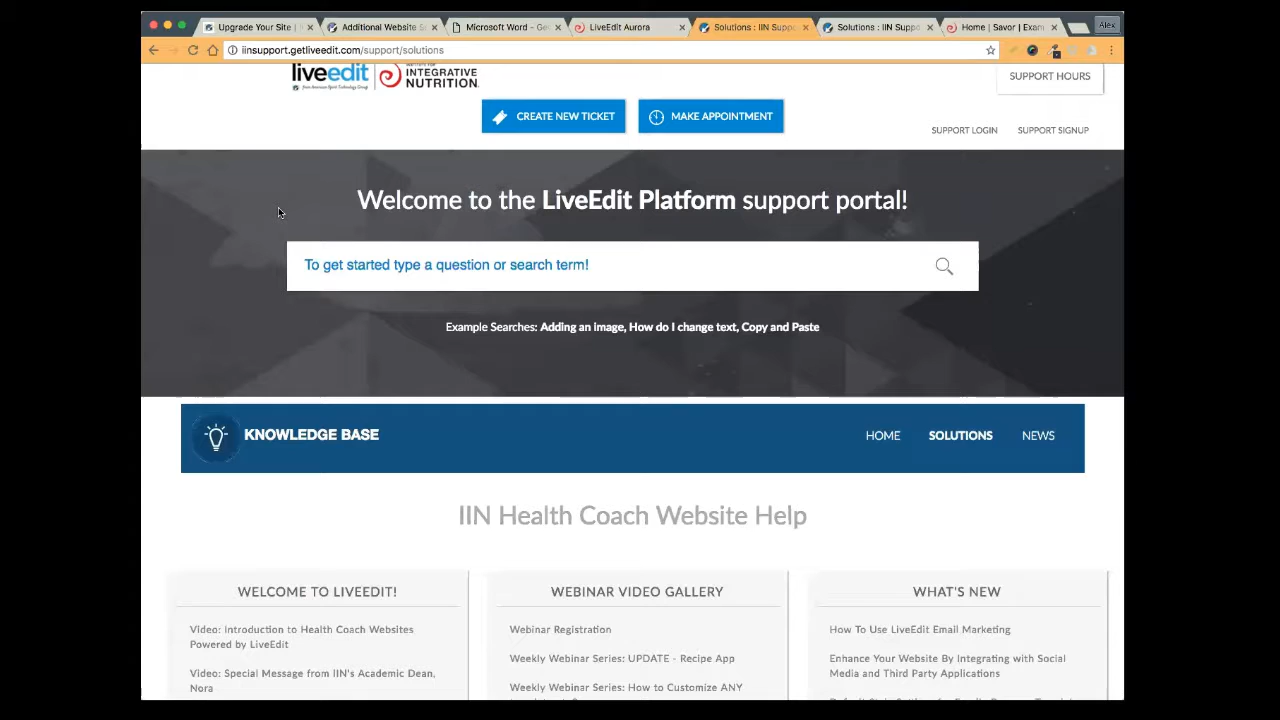 Upgrade Your Site | I
Additional Website S
Microsoft Word - Ge
LiveEdit Aurora
Solutions : IIN Supp
Solutions : IIN Suppo
Home | Savor | Exam
Alex
iinsupport.getliveedit.com/support/solutions
liveedit
INTEGRATIVE
NUTRITION
SUPPORT HOURS
CREATE NEW TICKET
MAKE APPOINTMENT
SUPPORT LOGIN
SUPPORT SIGNUP
Welcome to the LiveEdit Platform support portal!
To get started type a question or search term!
Example Searches: Adding an image, How do I change text, Copy and Paste
KNOWLEDGE BASE
HOME
SOLUTIONS
NEWS
IIN Health Coach Website Help
WELCOME TO LIVEEDIT!
Video: Introduction to Health Coach Websites
Powered by LiveEdit
Video: Special Message from IIN's Academic Dean,
Nora
WEBINAR VIDEO GALLERY
Webinar Registration
Weekly Webinar Series: UPDATE - Recipe App
Weekly Webinar Series: How to Customize ANY
WHAT'S NEW
How To Use LiveEdit Email Marketing
Enhance Your Website By Integrating with Social
Media and Third Party Applications